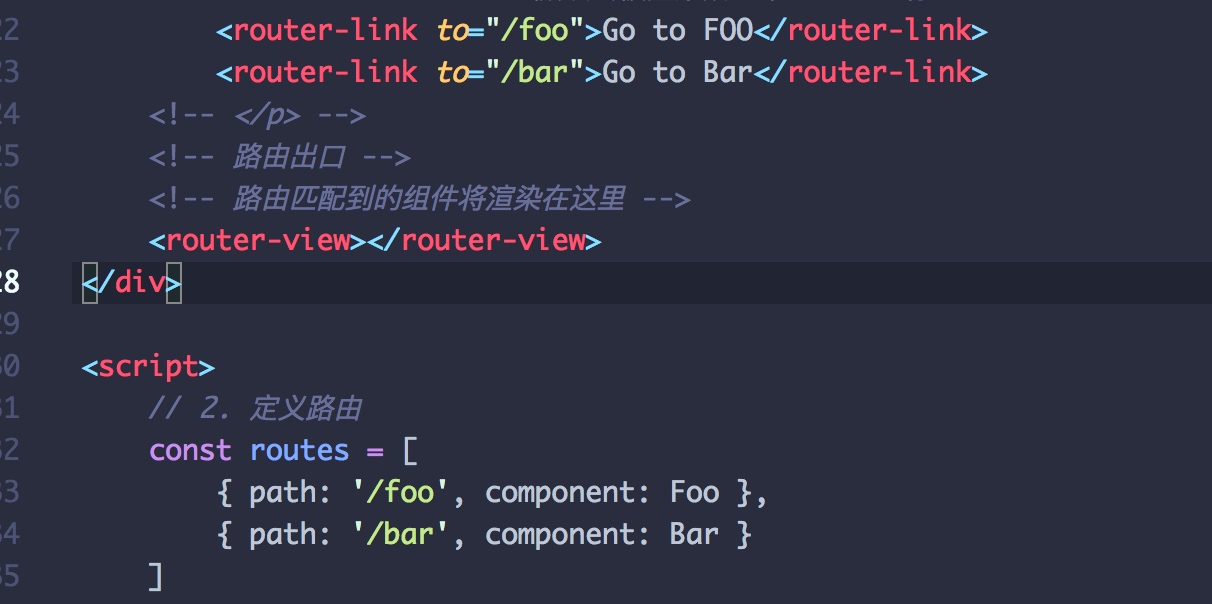 22 <router-link to="/foo">Go to FOO</router-link>
23 <router-link to="/bar">Go to Bar</router-link>
24 <!-- </p> -->
25 <!-- 路由出口 -->
26 <!-- 路由匹配到的组件将渲染在这里 -->
27 <router-view></router-view>
28 </div>
29
30 <script>
31 // 2. 定义路由
32 const routes = [
33 { path: '/foo', component: Foo },
34 { path: '/bar', component: Bar }
35 ]